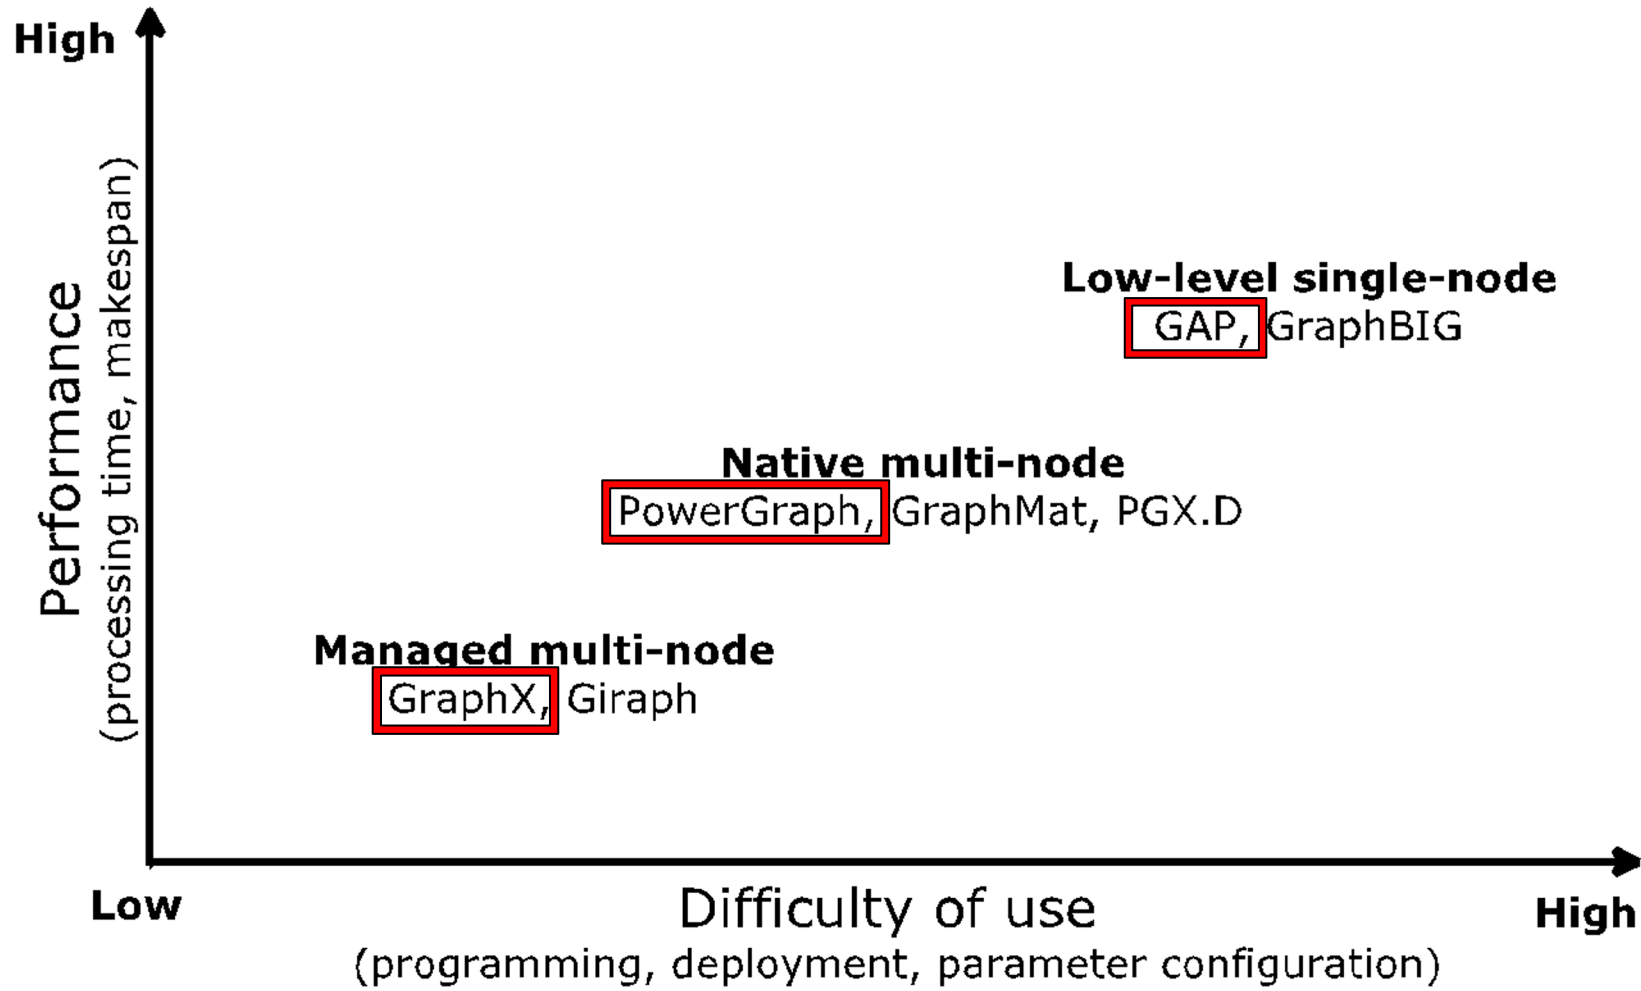 High
Performance
(processing time, makespan)
Low-level single-node
GAP, GraphBIG
Native multi-node
PowerGraph, GraphMat, PGX.D
Managed multi-node
GraphX, Giraph
Low
Difficulty of use
High
(programming, deployment, parameter configuration)